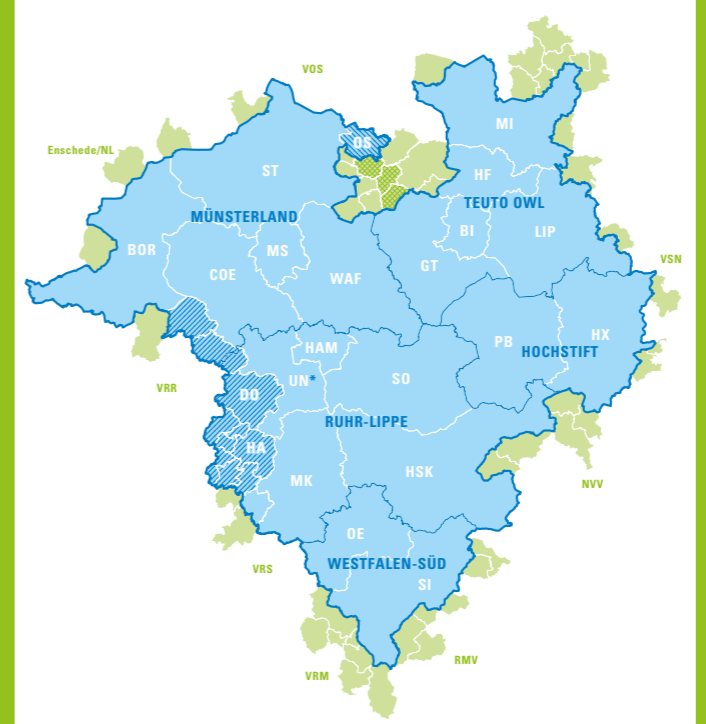 VOS
MI
OS
Enschede/NL
ST
HF
MÜNSTERLAND
TEUTO OWL
BI
LIP
BOR
MS
COE
WAF
GT
VSN
HAM
PB
HX
HOCHSTIFT
UN*
SO
VRR
DO
RUHR-LIPPE
HA
HSK
MK
NVV
OE
VRS
WESTFALEN-SÜD
SI
RMV
VRM